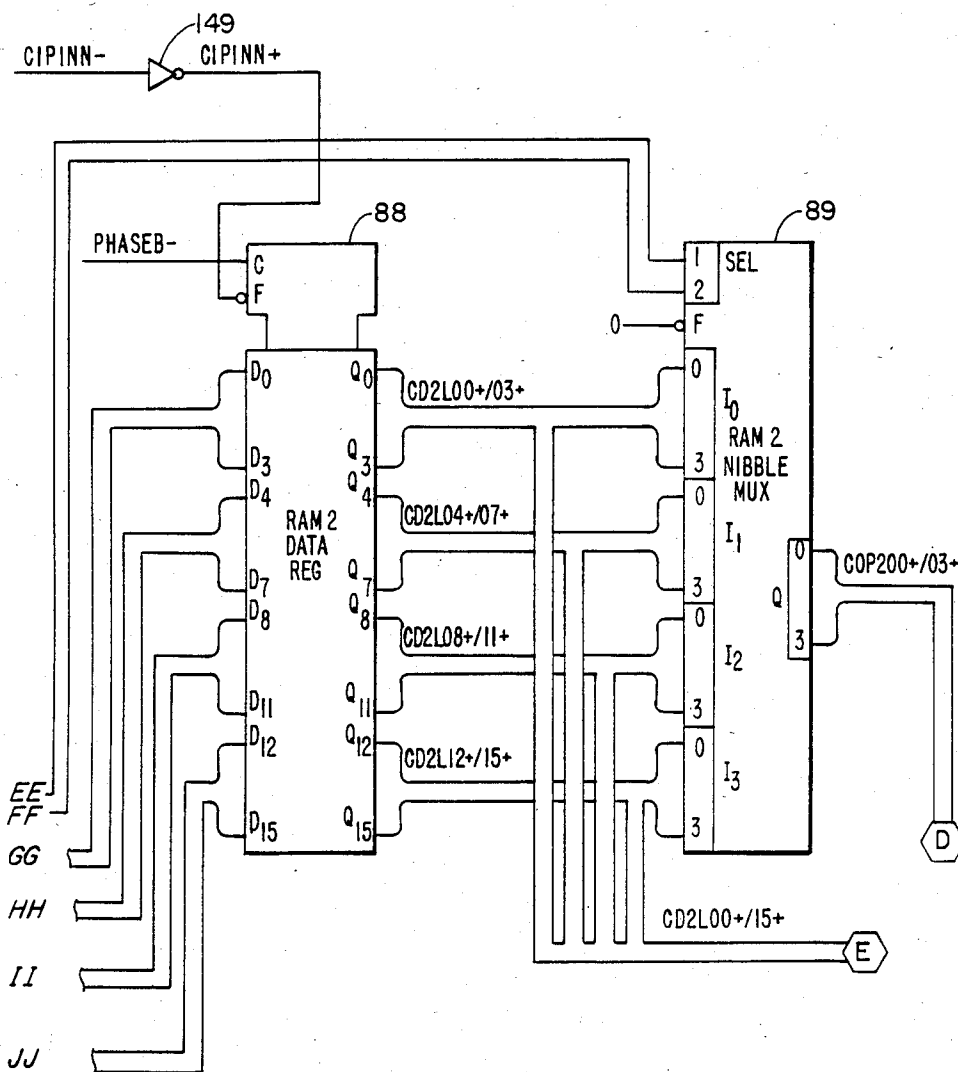 149
CIPINN-
CIPINN+
88
89
PHASEB-
C
F
1
SEL
2
0
F
D0
Q0
CD2L00+/03+
0
I0
D3
Q3
3
RAM 2
NIBBLE
MUX
D4
Q4
0
RAM 2
DATA
REG
CD2L04+/07+
I1
D7
Q7
3
D8
Q8
0
CD2L08+/11+
I2
D11
Q11
3
D12
Q12
0
CD2L12+/15+
I3
D15
Q15
3
Q
0
3
COP200+/03+
D
EE
FF
GG
HH
II
JJ
CD2L00+/15+
E